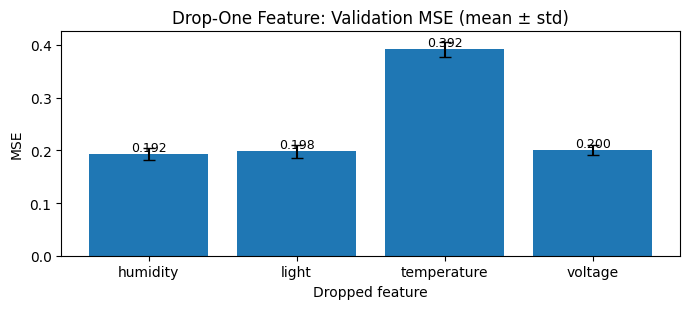 Drop-One Feature: Validation MSE (mean ± std)
0.4
0.3
0.2
0.1
0.0
MSE
0.192
0.198
0.392
0.200
humidity
light
temperature
voltage
Dropped feature